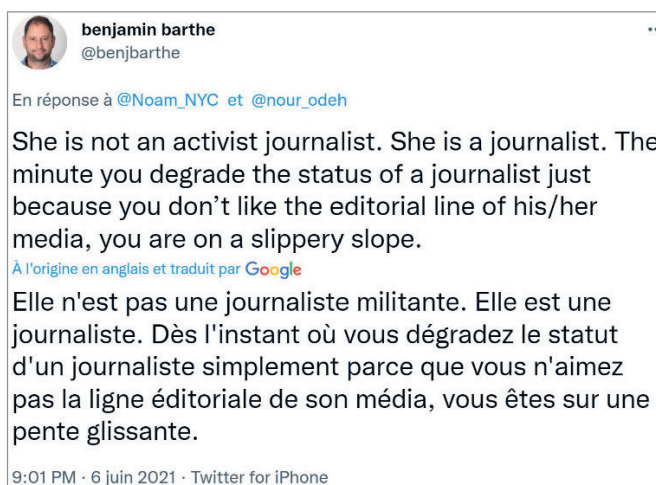 benjamin barthe
@benjbarthe
En réponse à @Noam_NYC et @nour_odeh
She is not an activist journalist. She is a journalist. The
minute you degrade the status of a journalist just
because you don’t like the editorial line of his/her
media, you are on a slippery slope.
À l'origine en anglais et traduit par Google
Elle n'est pas une journaliste militante. Elle est une
journaliste. Dès l'instant où vous dégradez le statut
d'un journaliste simplement parce que vous n'aimez
pas la ligne éditoriale de son média, vous êtes sur une
pente glissante.
9:01 PM · 6 juin 2021 · Twitter for iPhone